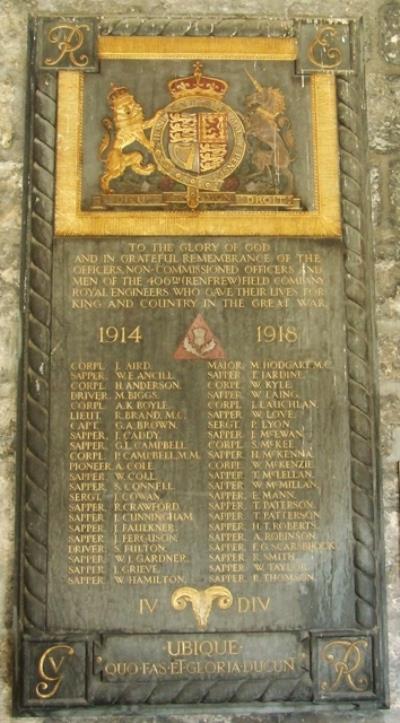 R E
DIEU ET MON DROIT
TO THE GLORY OF GOD
AND IN GRATEFUL REMEMBRANCE OF THE
OFFICERS, NON-COMMISSIONED OFFICERS AND
MEN OF THE 406TH (RENFREW) FIELD COMPANY
ROYAL ENGINEERS WHO GAVE THEIR LIVES FOR
KING AND COUNTRY IN THE GREAT WAR.
1914 1918
CORPL J. AIRD.
SAPPER W.E. ANCILL.
CORPL H. ANDERSON.
DRIVER M. BIGGS.
CORPL A.K. BOYLE.
LIEUT. R. BRAND, M.C.
CAPT. G.A. BROWN.
SAPPER J. CADDY.
SAPPER G.L. CAMPBELL.
CORPL P. CAMPBELL, M.M.
PIONEER A. COLE.
SAPPER W. COLL.
SAPPER S. CONNELL.
SERGT. J. COWAN.
SAPPER R. CRAWFORD.
SAPPER J. CUNNINGHAM.
SAPPER J. FAULKNER.
SAPPER J. FERGUSON.
DRIVER S. FULTON.
SAPPER W.J. GARDNER.
SAPPER J. GRIEVE.
SAPPER W. HAMILTON.
MAJOR M. HODGART, M.C.
SAPPER T. JARDINE.
CORPL W. KYLE.
SAPPER W. LAING.
CORPL J. LAUCHLAN.
SAPPER W. LOVE.
SERGT. P. LYON.
SAPPER J. McEWAN.
CORPL S. McKEE.
SAPPER H. McKENNA.
CORPL W. McKENZIE.
SAPPER T. McLELLAN.
SAPPER W. McMILLAN.
SAPPER E. MANN.
SAPPER T. PATERSON.
SAPPER T. PATTERSON.
SAPPER H.T. ROBERTS.
SAPPER A. ROBINSON.
SAPPER F.G. SCARSBROOK.
SAPPER R. SMITH.
SAPPER W. TAYLOR.
SAPPER R. THOMSON.
IV DIV
UBIQUE
QUO·FAS·ET·GLORIA·DUCUNT
GV R